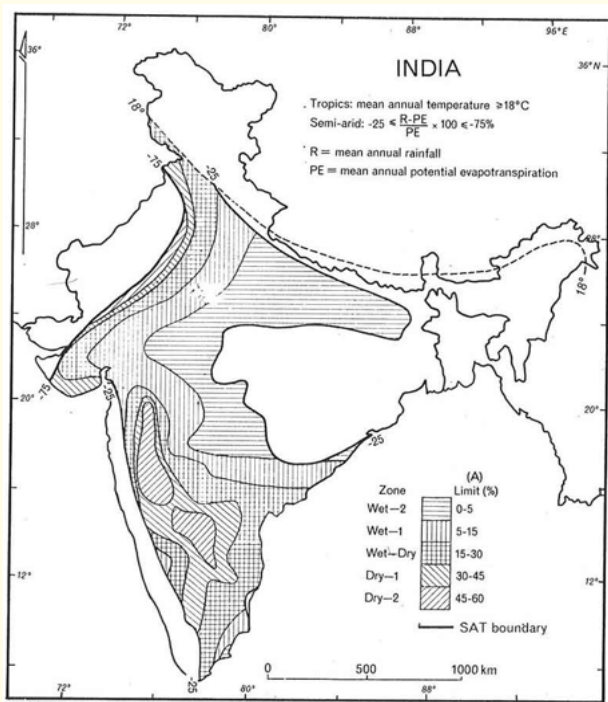 72°
80°
96°E
36°
36°N
INDIA
Tropics: mean annual temperature ≥18°C
Semi-arid: -25 ≤ R-PE/PE × 100 ≤ -75%
R = mean annual rainfall
PE = mean annual potential evapotranspiration
18°
-75
-25
28°
28°
18°
-75
-25
20°
20°
-25
(A)
Zone
Limit (%)
Wet—2
0-5
Wet—1
5-15
Wet—Dry
15-30
Dry—1
30-45
Dry—2
45-60
SAT boundary
12°
12°
0
500
1000 km
-25
72°
80°
88°